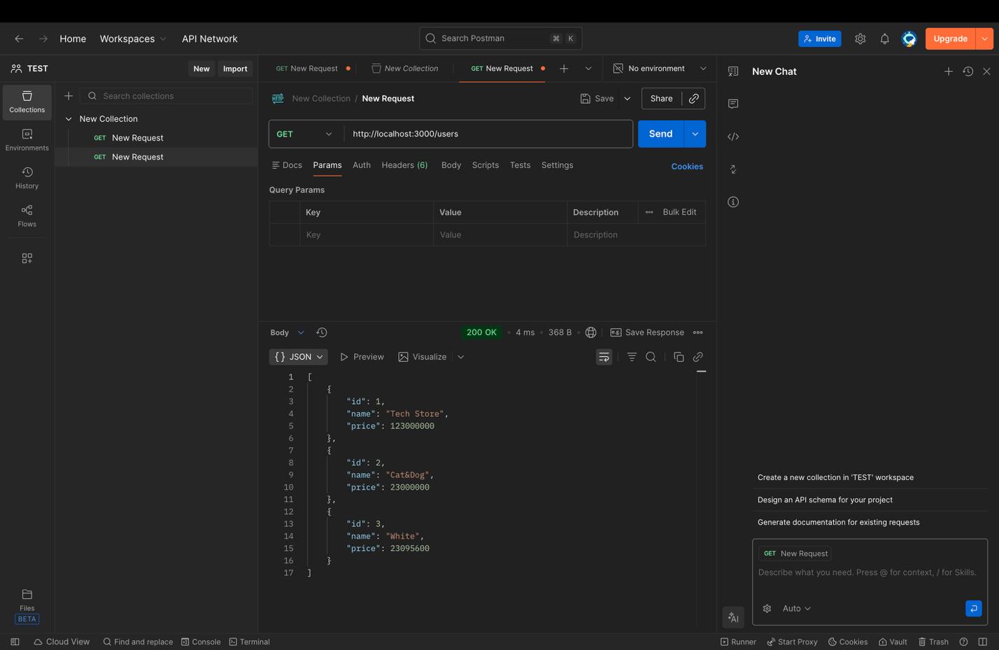 Home Workspaces API Network Search Postman ⌘ K Invite Upgrade
TEST New Import
GET New Request New Collection GET New Request No environment
New Chat
Collections
Search collections
New Collection
GET New Request
GET New Request
Environments
History
Flows
Files
BETA
HTTP New Collection / New Request Save Share
GET http://localhost:3000/users Send
Docs Params Auth Headers (6) Body Scripts Tests Settings Cookies
Query Params
Key Value Description Bulk Edit
Key Value Description
Body 200 OK 4 ms 368 B e.g. Save Response
{} JSON Preview Visualize
1 [
2 {
3 "id": 1,
4 "name": "Tech Store",
5 "price": 123000000
6 },
7 {
8 "id": 2,
9 "name": "Cat&Dog",
10 "price": 23000000
11 },
12 {
13 "id": 3,
14 "name": "White",
15 "price": 23095600
16 }
17 ]
Create a new collection in 'TEST' workspace
Design an API schema for your project
Generate documentation for existing requests
GET New Request
Describe what you need. Press @ for context, / for Skills.
Auto
AI
Cloud View Find and replace Console Terminal Runner Start Proxy Cookies Vault Trash